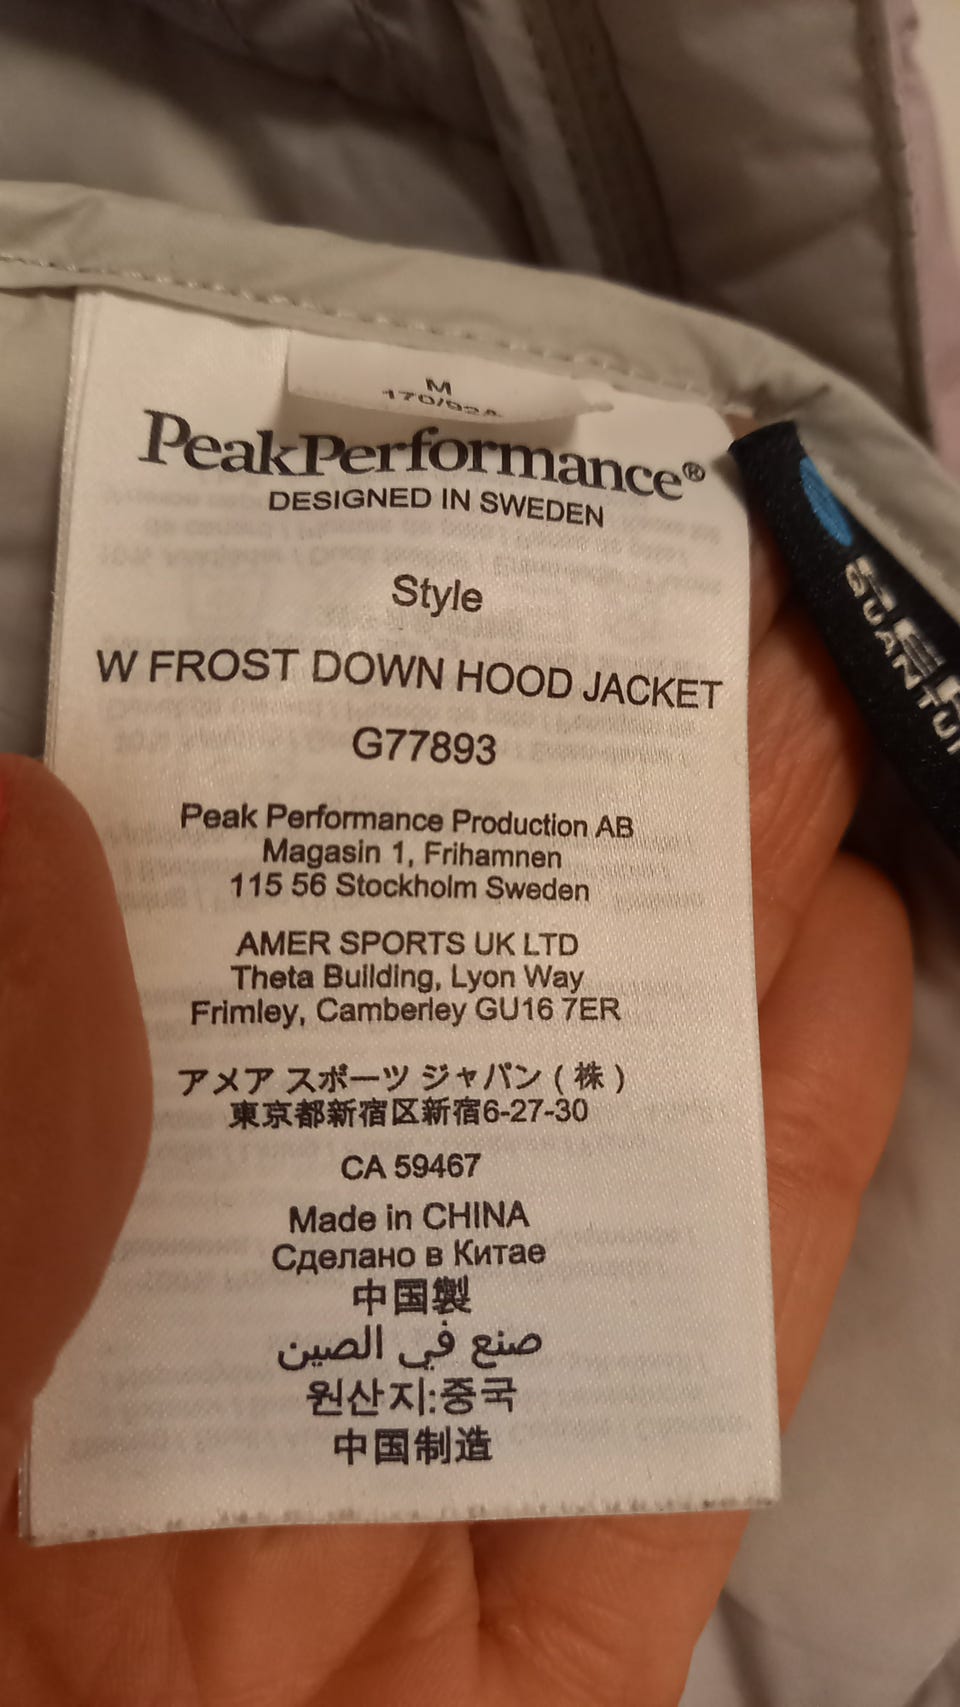 M
170/92A
PeakPerformance®
DESIGNED IN SWEDEN
Style
W FROST DOWN HOOD JACKET
G77893
Peak Performance Production AB
Magasin 1, Frihamnen
115 56 Stockholm Sweden
AMER SPORTS UK LTD
Theta Building, Lyon Way
Frimley, Camberley GU16 7ER
アメア スポーツ ジャパン ( 株 )
東京都新宿区新宿6-27-30
CA 59467
Made in CHINA
Сделано в Китае
中国製
صنع في الصين
원산지:중국
中国制造